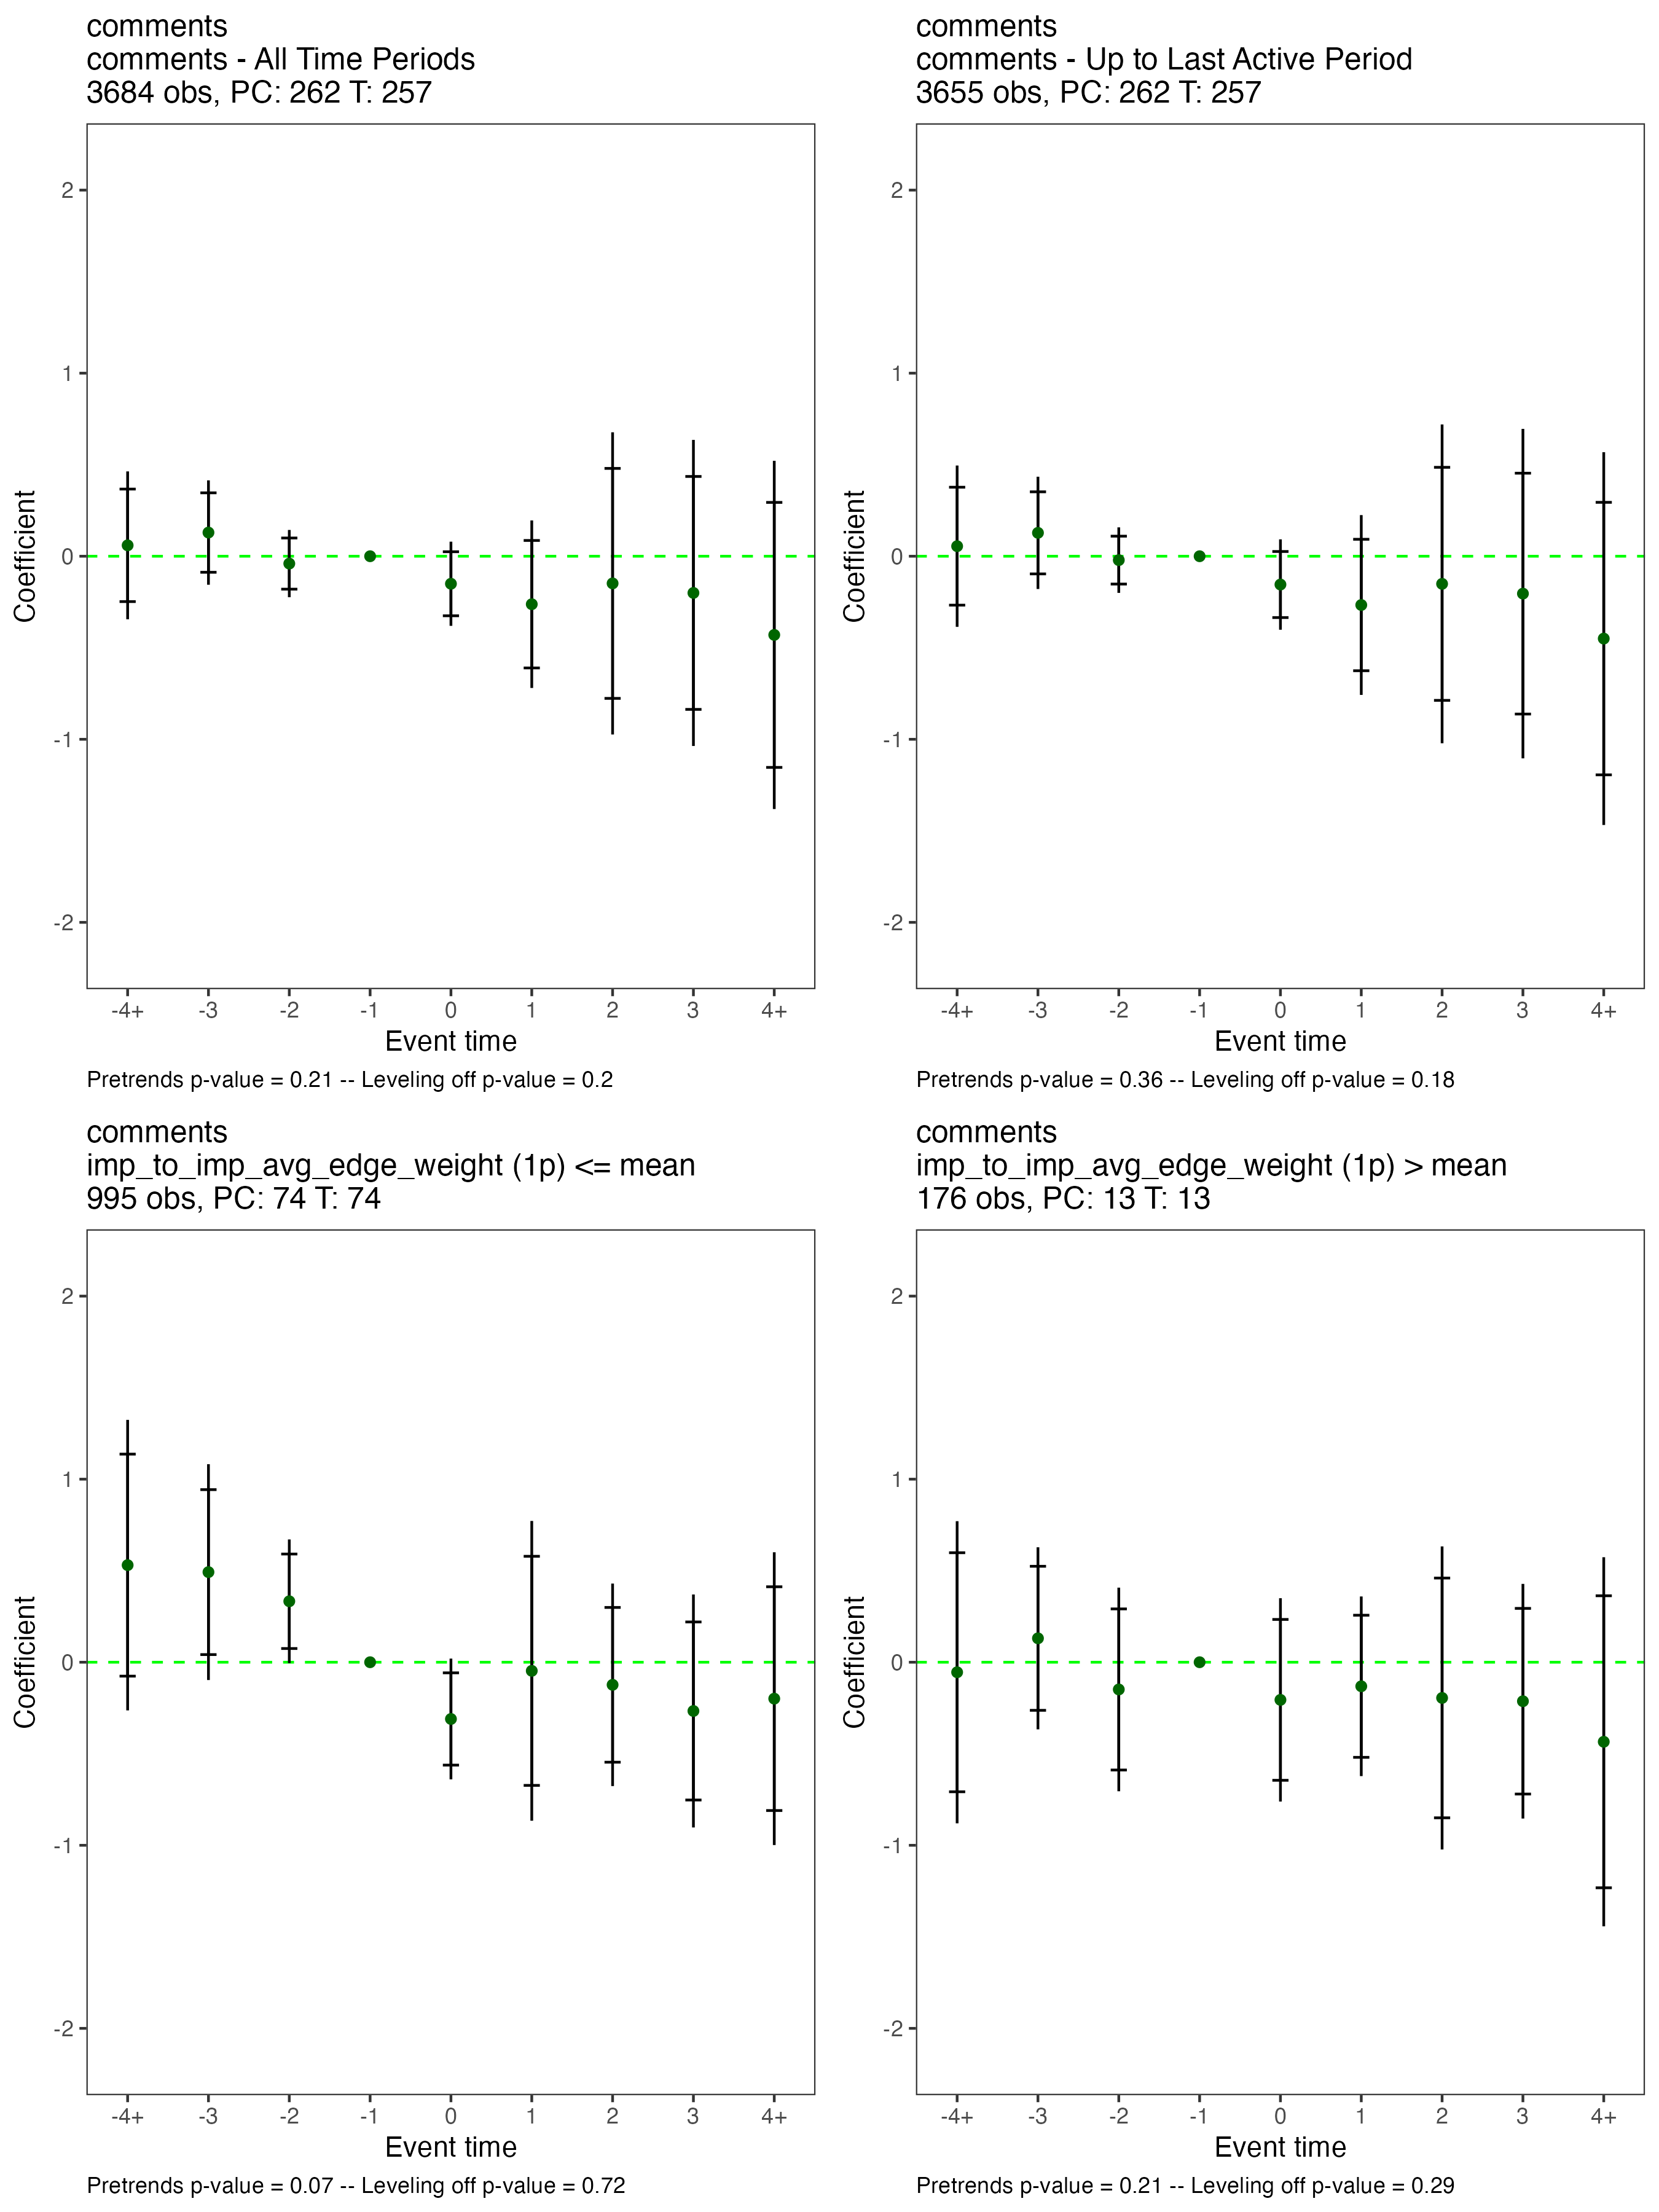 comments
comments - All Time Periods
3684 obs, PC: 262 T: 257
2
1
0
-1
-2
Coefficient
-4+ -3 -2 -1 0 1 2 3 4+
Event time
Pretrends p-value = 0.21 -- Leveling off p-value = 0.2
comments
comments - Up to Last Active Period
3655 obs, PC: 262 T: 257
2
1
0
-1
-2
Coefficient
-4+ -3 -2 -1 0 1 2 3 4+
Event time
Pretrends p-value = 0.36 -- Leveling off p-value = 0.18
comments
imp_to_imp_avg_edge_weight (1p) <= mean
995 obs, PC: 74 T: 74
2
1
0
-1
-2
Coefficient
-4+ -3 -2 -1 0 1 2 3 4+
Event time
Pretrends p-value = 0.07 -- Leveling off p-value = 0.72
comments
imp_to_imp_avg_edge_weight (1p) > mean
176 obs, PC: 13 T: 13
2
1
0
-1
-2
Coefficient
-4+ -3 -2 -1 0 1 2 3 4+
Event time
Pretrends p-value = 0.21 -- Leveling off p-value = 0.29